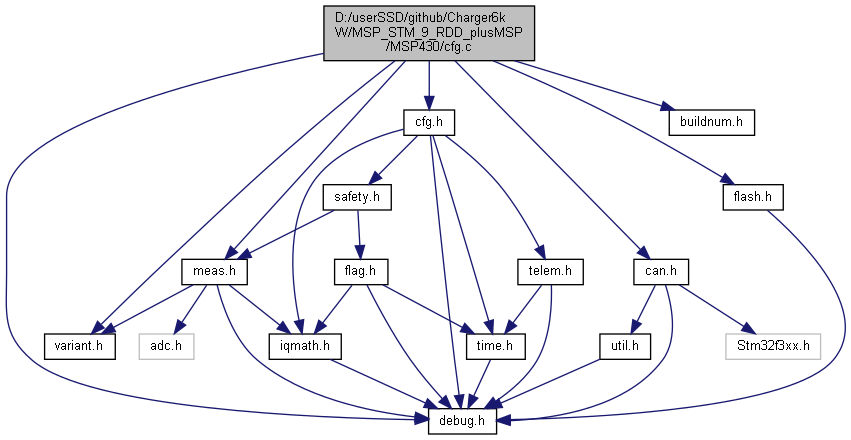 D:/userSSD/github/Charger6k
W/MSP_STM_9_RDD_plusMSP
/MSP430/cfg.c
cfg.h
buildnum.h
safety.h
flash.h
meas.h
flag.h
telem.h
can.h
variant.h
adc.h
iqmath.h
time.h
util.h
Stm32f3xx.h
debug.h